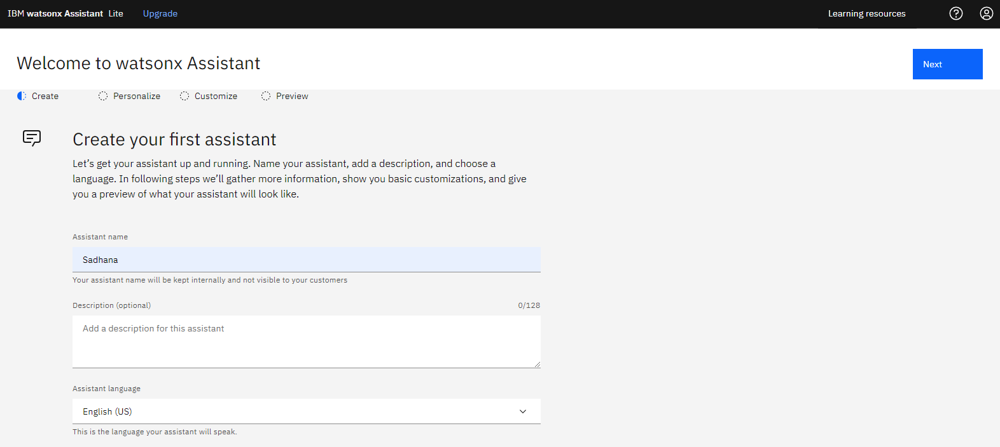 IBM watsonx Assistant Lite Upgrade Learning resources
Welcome to watsonx Assistant
Next
Create Personalize Customize Preview
Create your first assistant
Let’s get your assistant up and running. Name your assistant, add a description, and choose a
language. In following steps we’ll gather more information, show you basic customizations, and give
you a preview of what your assistant will look like.
Assistant name
Sadhana
Your assistant name will be kept internally and not visible to your customers
Description (optional) 0/128
Add a description for this assistant
Assistant language
English (US)
This is the language your assistant will speak.